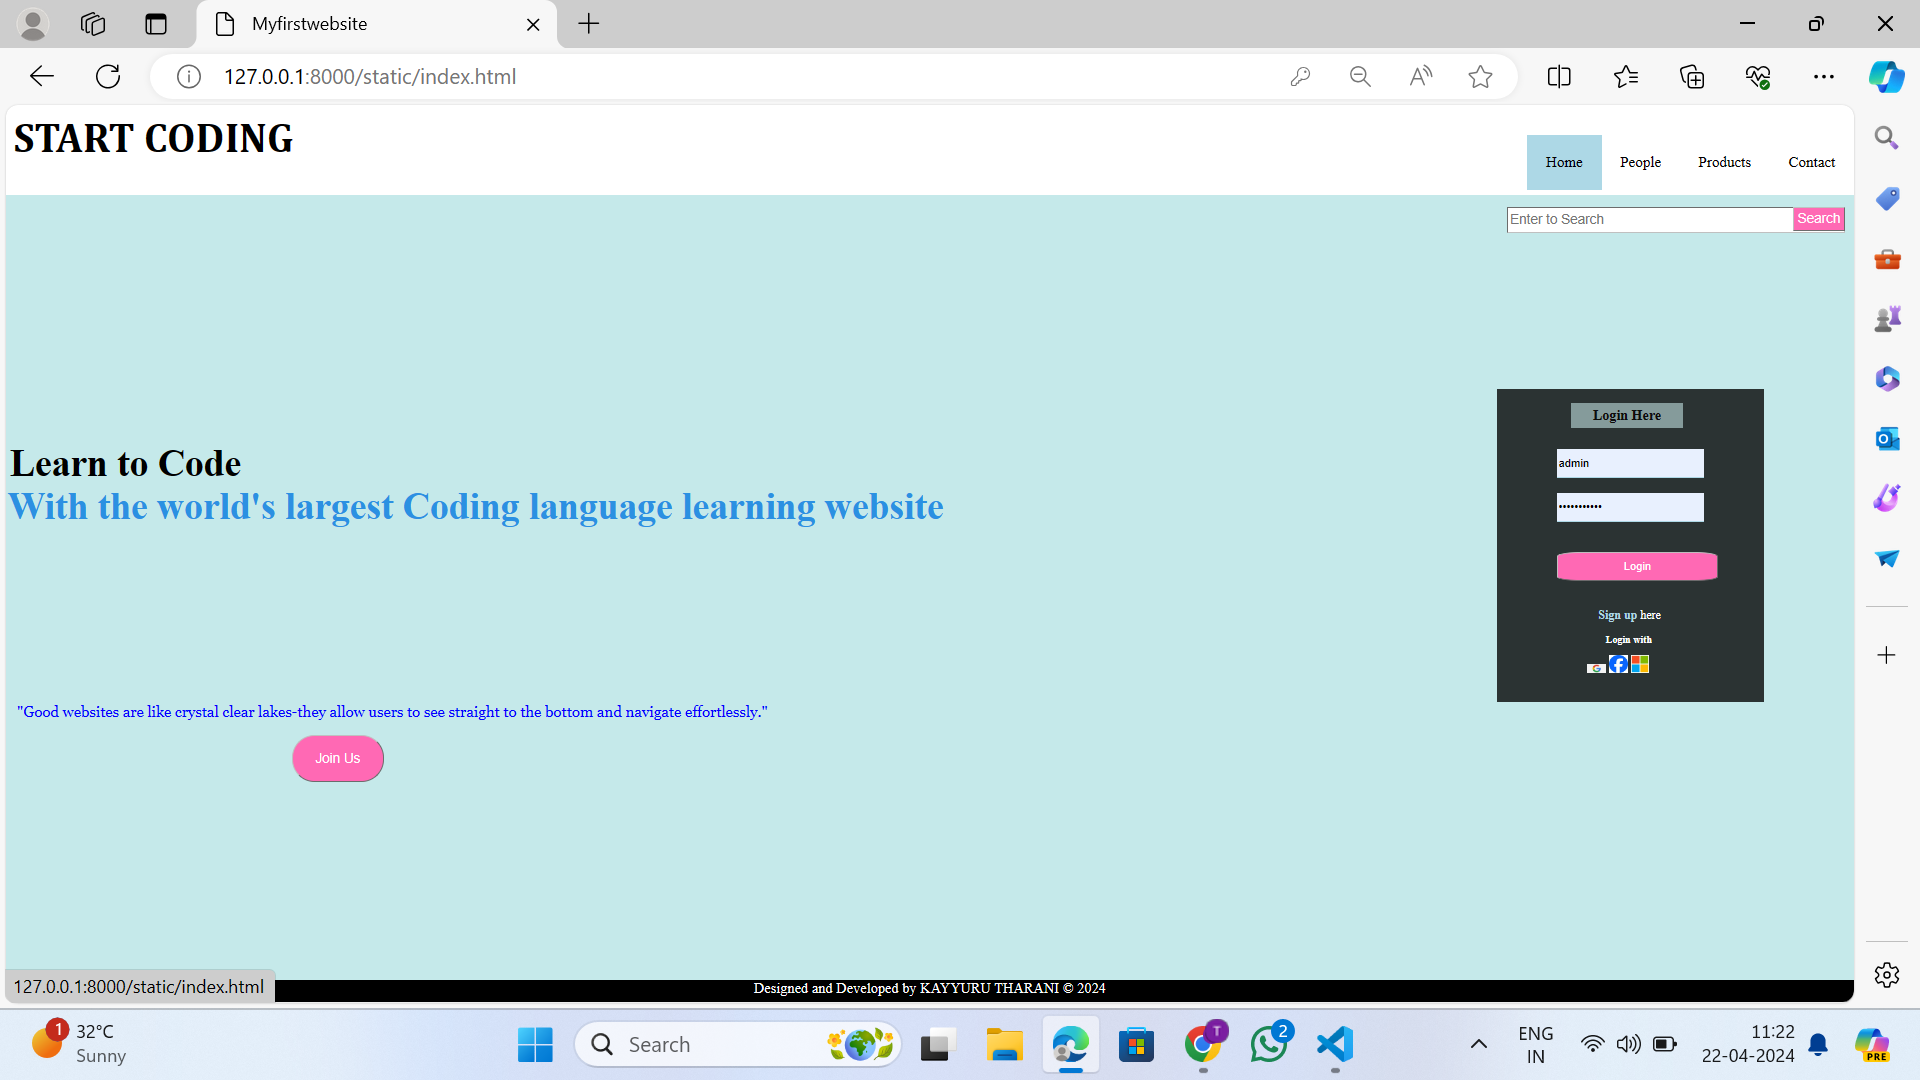 Myfirstwebsite
127.0.0.1:8000/static/index.html
START CODING
Home People Products Contact
Enter to Search Search
Login Here
admin
•••••••••••
Login
Sign up here
Login with
Learn to Code
With the world's largest Coding language learning website
"Good websites are like crystal clear lakes-they allow users to see straight to the bottom and navigate effortlessly."
Join Us
127.0.0.1:8000/static/index.html
Designed and Developed by KAYYURU THARANI © 2024
1
32°C
Sunny
Search
T
2
ENG
IN
11:22
22-04-2024
PRE